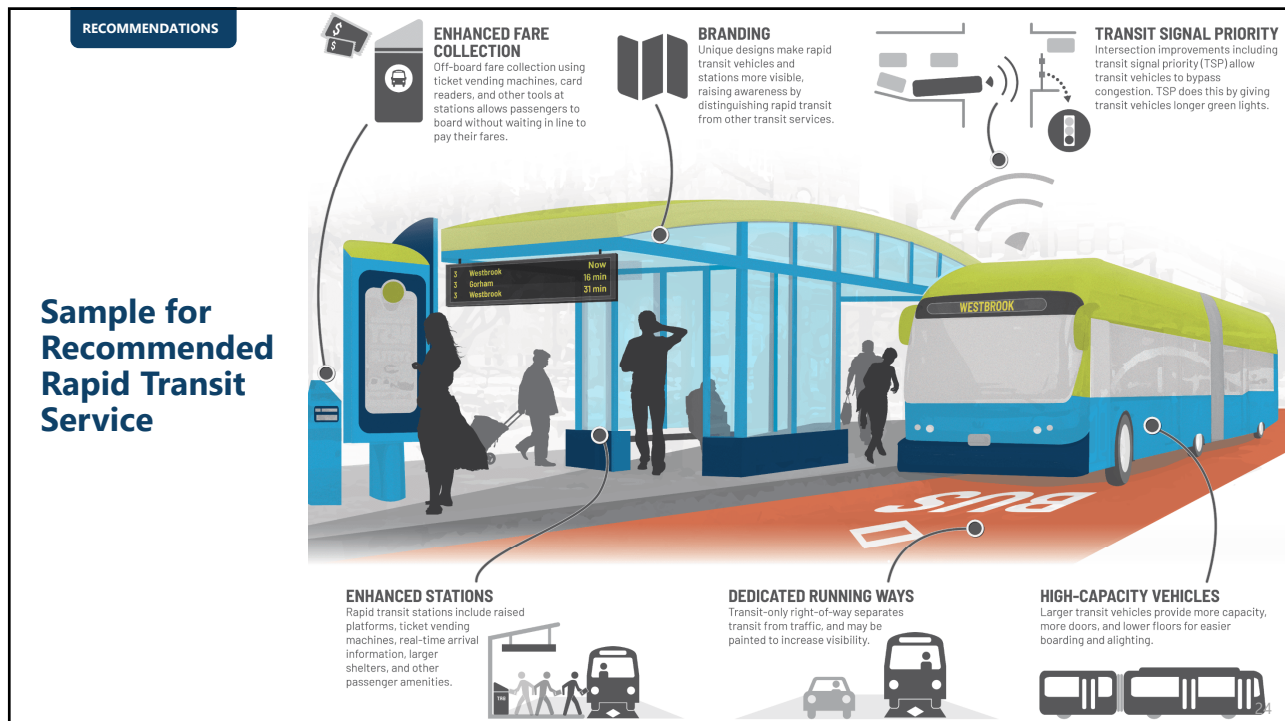 RECOMMENDATIONS
Sample for
Recommended
Rapid Transit
Service
ENHANCED FARE
COLLECTION
Off-board fare collection using
ticket vending machines, card
readers, and other tools at
stations allows passengers to
board without waiting in line to
pay their fares.
BRANDING
Unique designs make rapid
transit vehicles and
stations more visible,
raising awareness by
distinguishing rapid transit
from other transit services.
TRANSIT SIGNAL PRIORITY
Intersection improvements including
transit signal priority (TSP) allow
transit vehicles to bypass
congestion. TSP does this by giving
transit vehicles longer green lights.
$
$
3 Westbrook Now
3 Gorham 16 min
3 Westbrook 31 min
WESTBROOK
BUS
ENHANCED STATIONS
Rapid transit stations include raised
platforms, ticket vending
machines, real-time arrival
information, larger
shelters, and other
passenger amenities.
DEDICATED RUNNING WAYS
Transit-only right-of-way separates
transit from traffic, and may be
painted to increase visibility.
HIGH-CAPACITY VEHICLES
Larger transit vehicles provide more capacity,
more doors, and lower floors for easier
boarding and alighting.
24